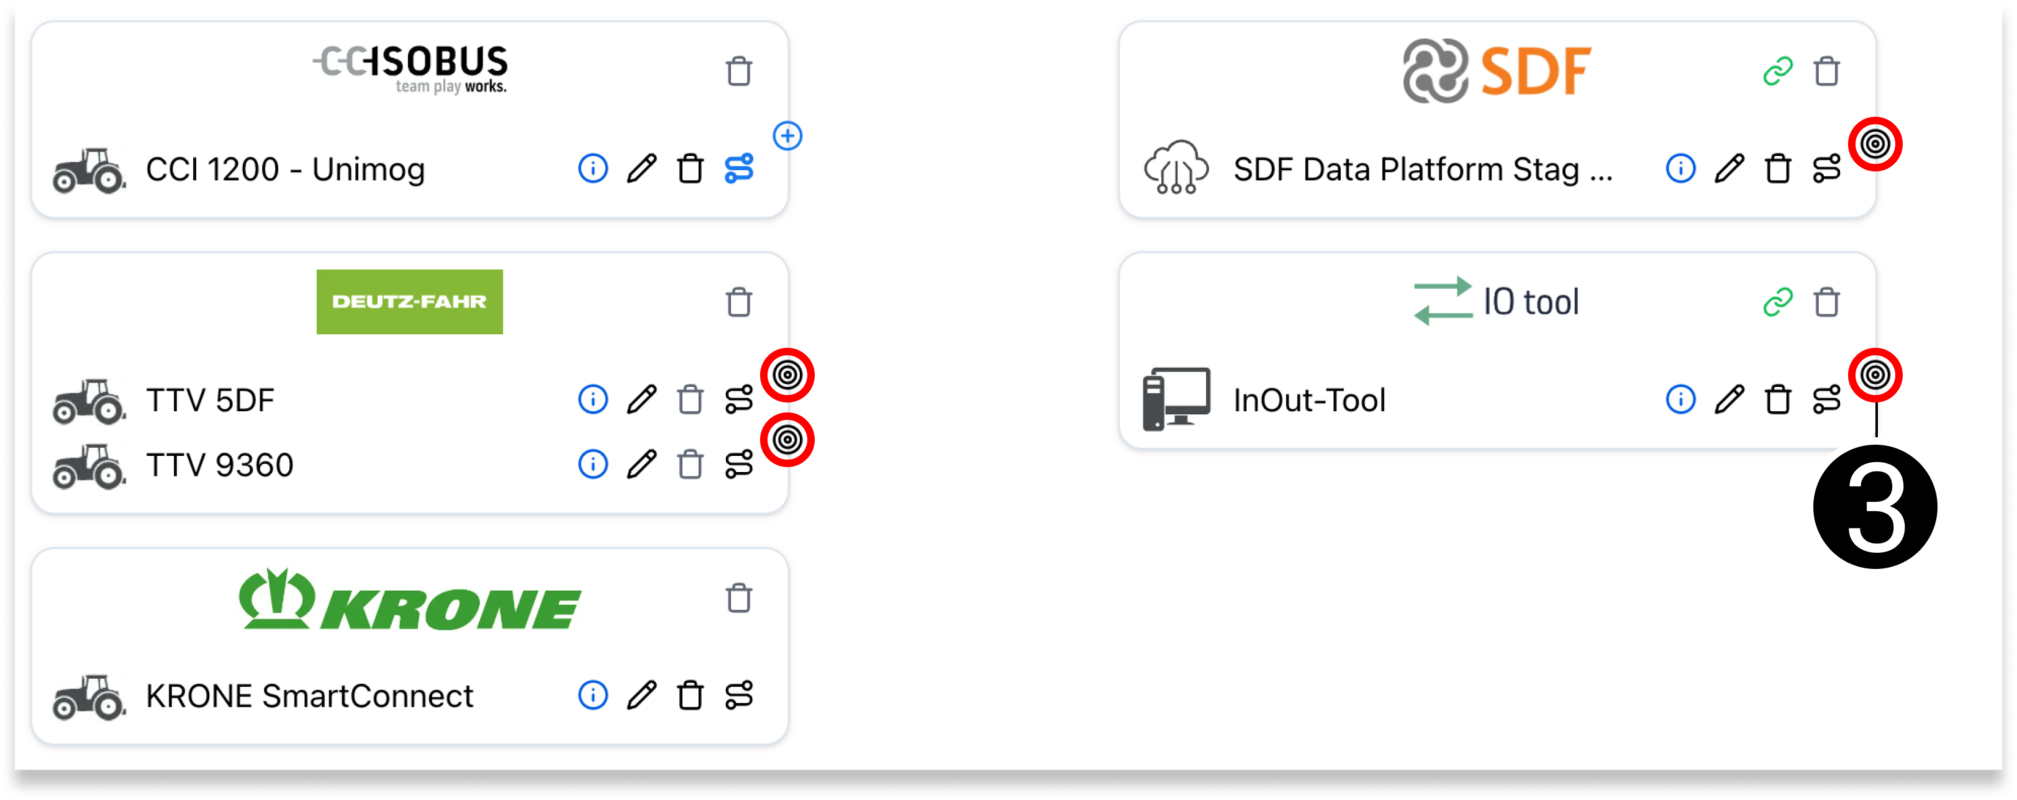 CCISOBUS
team play works.
CCI 1200 - Unimog
DEUTZ-FAHR
TTV 5DF
TTV 9360
KRONE
KRONE SmartConnect
SDF
SDF Data Platform Stag ...
IO tool
InOut-Tool
3